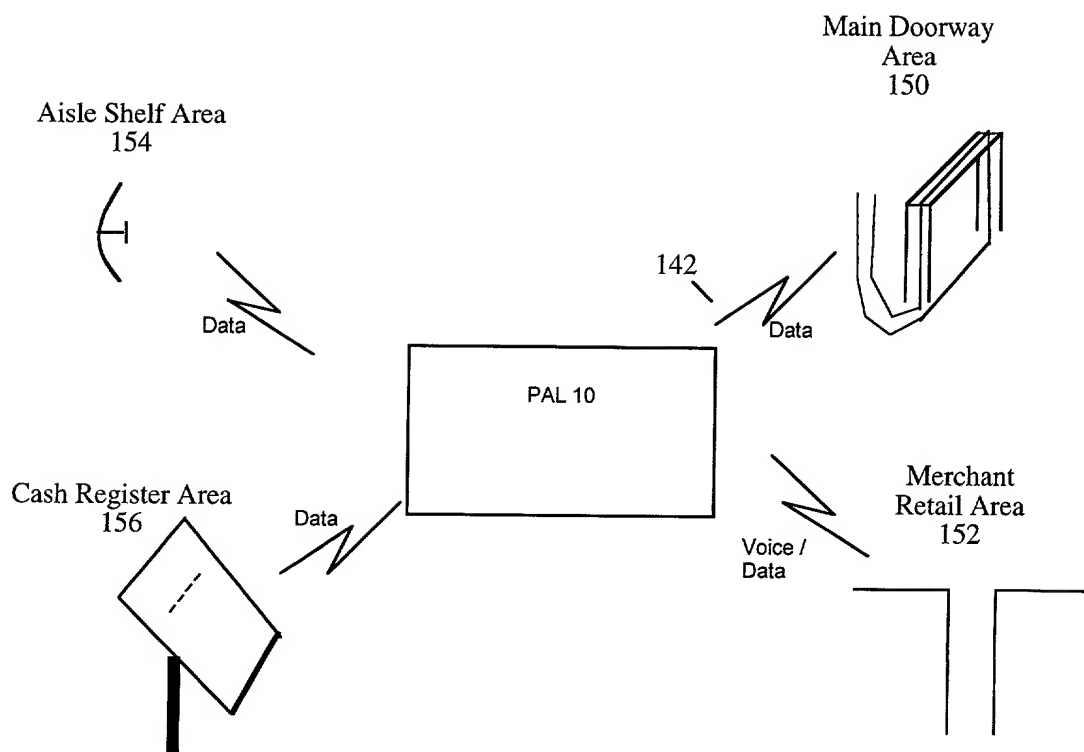 Main Doorway
Area
150
Aisle Shelf Area
154
142
Data
Data
PAL 10
Cash Register Area
156
Data
Merchant
Retail Area
152
Voice /
Data